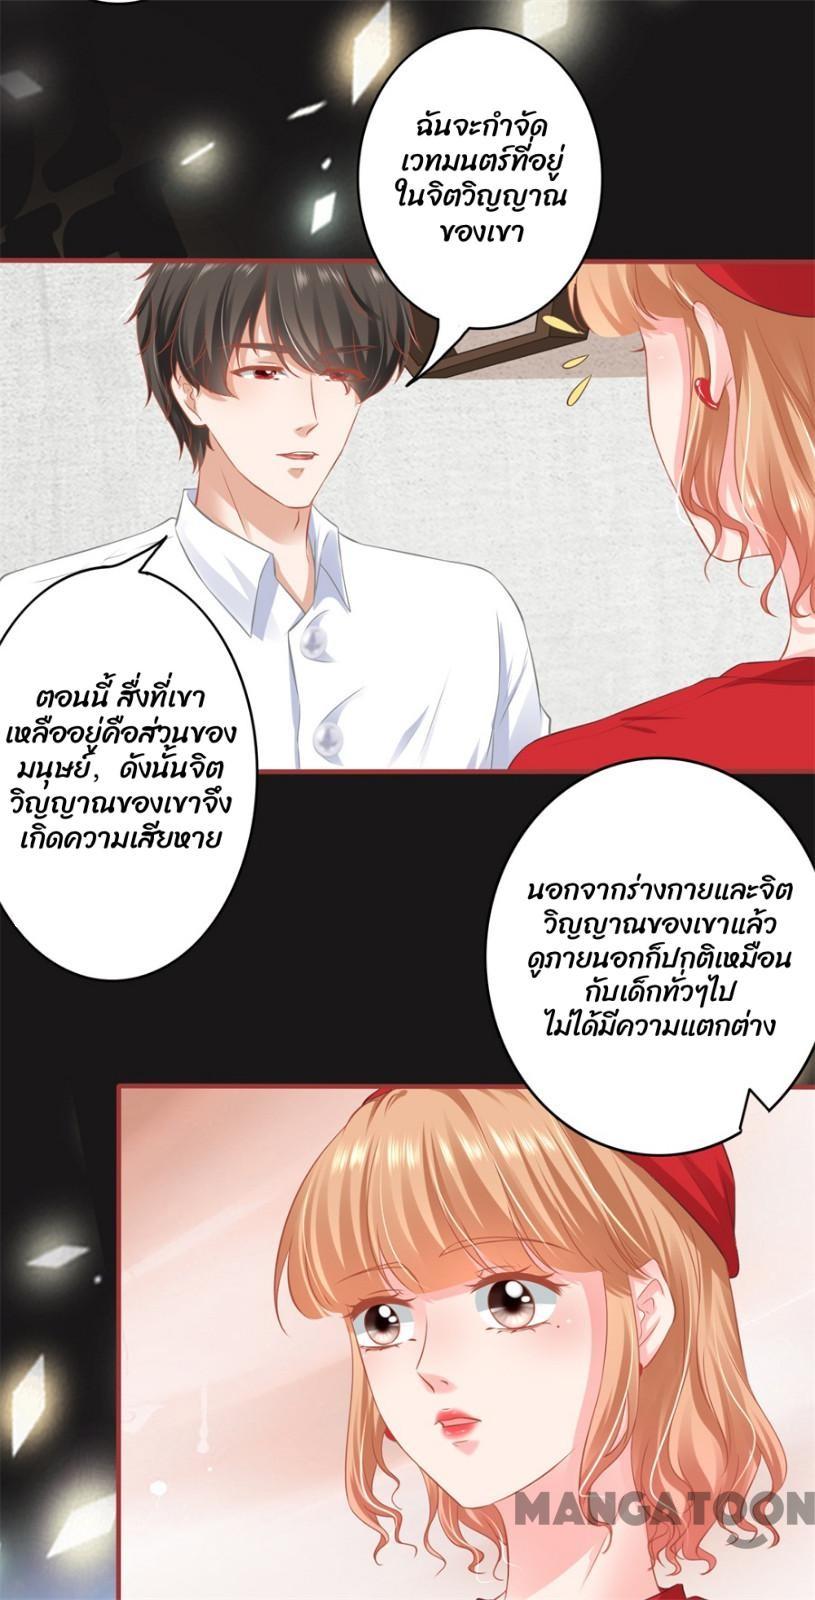 ฉันจะกำจัด
เวทมนตร์ที่อยู่
ในจิตวิญญาณ
ของเขา
ตอนนี้ สิ่งที่เขา
เหลืออยู่คือส่วนของ
มนุษย์, ดังนั้นจิต
วิญญาณของเขาจึง
เกิดความเสียหาย
นอกจากร่างกายและจิต
วิญญาณของเขาแล้ว
ดูภายนอกก็ปกติเหมือน
กับเด็กทั่วๆไป
ไม่ได้มีความแตกต่าง
MANGATOON